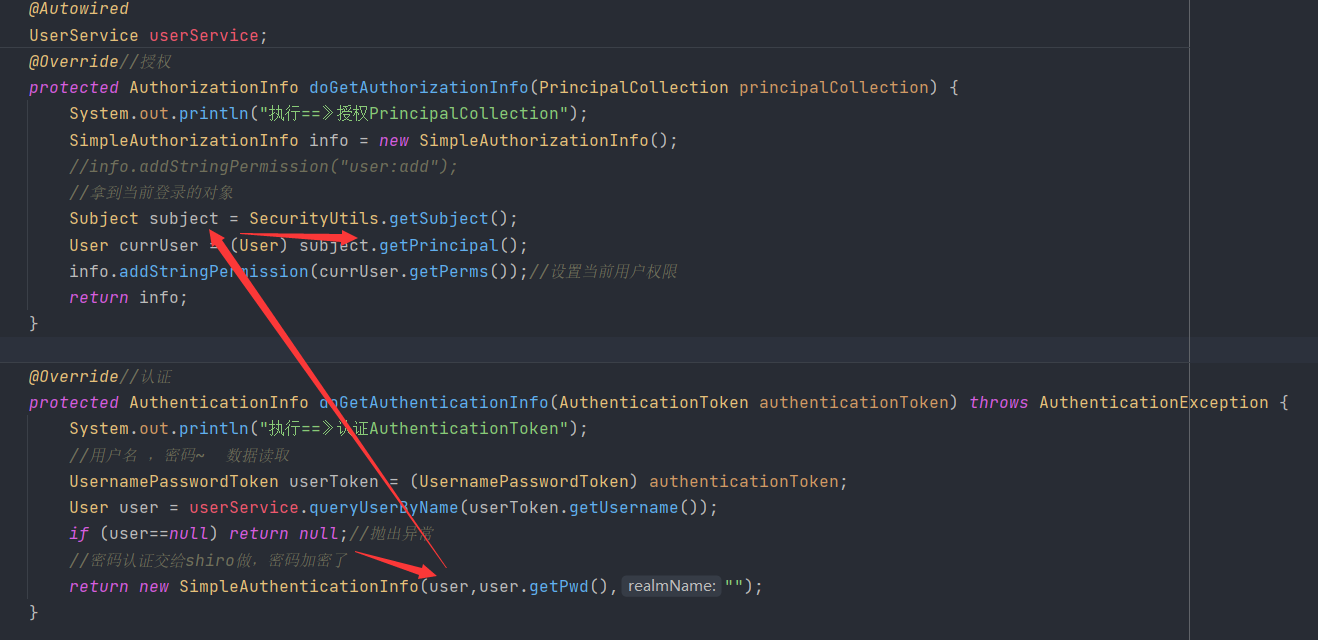 @Autowired
UserService userService;
@Override//授权
protected AuthorizationInfo doGetAuthorizationInfo(PrincipalCollection principalCollection) {
System.out.println("执行==>授权PrincipalCollection");
SimpleAuthorizationInfo info = new SimpleAuthorizationInfo();
//info.addStringPermission("user:add");
//拿到当前登录的对象
Subject subject = SecurityUtils.getSubject();
User currUser = (User) subject.getPrincipal();
info.addStringPermission(currUser.getPerms());//设置当前用户权限
return info;
}
@Override//认证
protected AuthenticationInfo doGetAuthenticationInfo(AuthenticationToken authenticationToken) throws AuthenticationException {
System.out.println("执行==>认证AuthenticationToken");
//用户名 ，密码~  数据读取
UsernamePasswordToken userToken = (UsernamePasswordToken) authenticationToken;
User user = userService.queryUserByName(userToken.getUsername());
if (user==null) return null;//抛出异常
//密码认证交给shiro做，密码加密了
return new SimpleAuthenticationInfo(user,user.getPwd(), realmName: "");
}